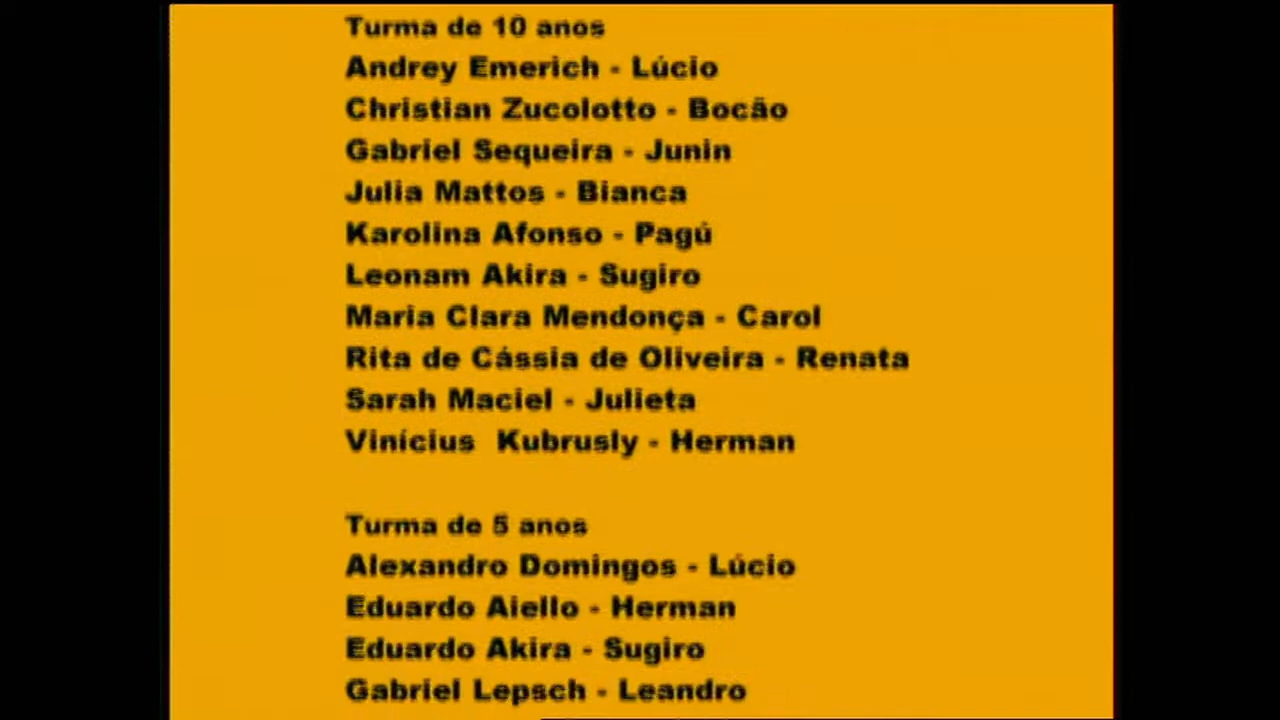 Turma de 10 anos
Andrey Emerich - Lúcio
Christian Zucolotto - Bocão
Gabriel Sequeira - Junin
Julia Mattos - Bianca
Karolina Afonso - Pagú
Leonam Akira - Sugiro
Maria Clara Mendonça - Carol
Rita de Cássia de Oliveira - Renata
Sarah Maciel - Julieta
Vinícius Kubrusly - Herman
Turma de 5 anos
Alexandro Domingos - Lúcio
Eduardo Aiello - Herman
Eduardo Akira - Sugiro
Gabriel Lepsch - Leandro